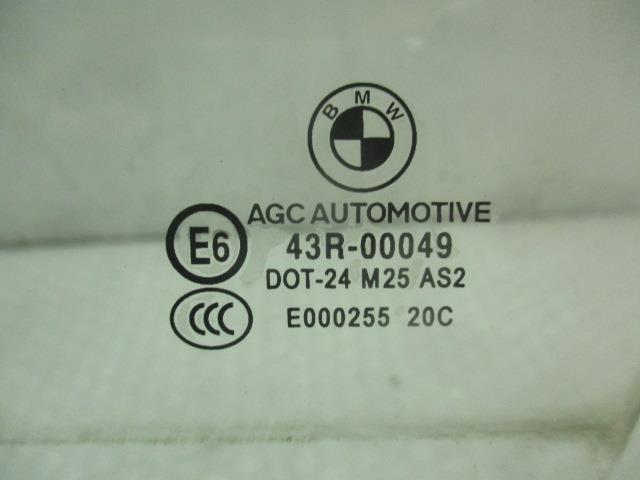 BMW
AGC AUTOMOTIVE
E6 43R-00049
DOT-24 M25 AS2
CCC E000255 20C